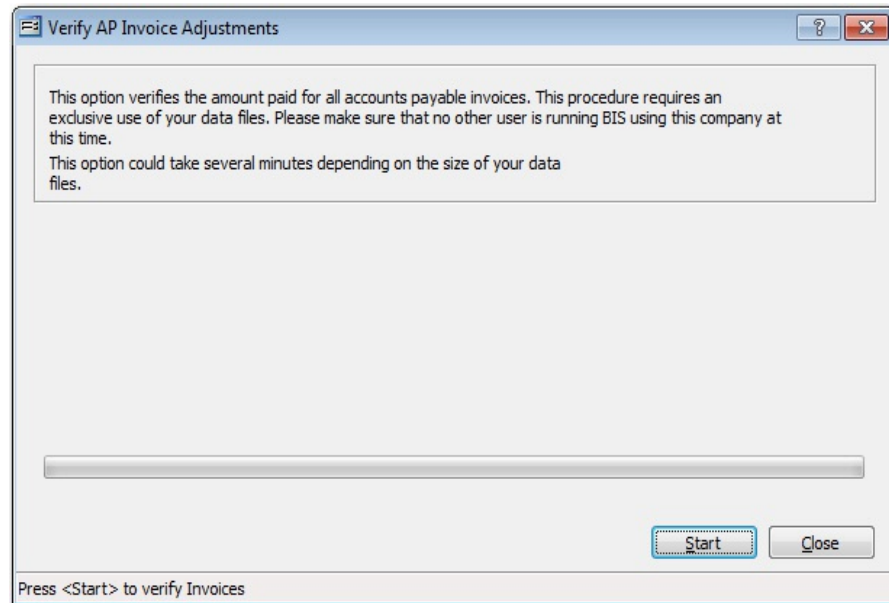 Verify AP Invoice Adjustments
?
This option verifies the amount paid for all accounts payable invoices. This procedure requires an
exclusive use of your data files. Please make sure that no other user is running BIS using this company at
this time.
This option could take several minutes depending on the size of your data
files.
Start
Close
Press <Start> to verify Invoices